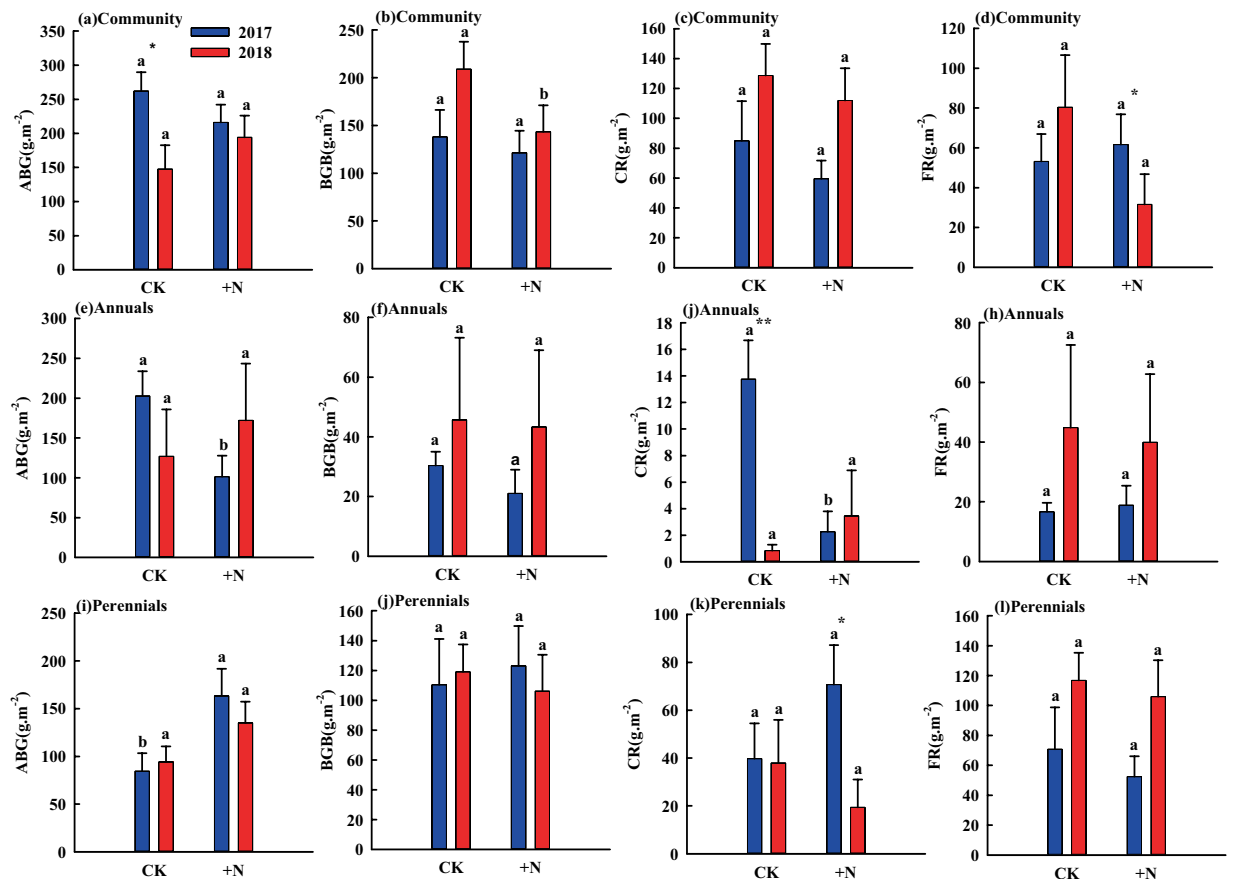 (a)Community
2017
2018
350
300
250
200
150
100
50
0
ABG(g.m⁻²)
a
*
a
a
a
CK
+N
(b)Community
250
200
150
100
50
0
BGB(g.m⁻²)
a
a
a
b
CK
+N
(c)Community
160
140
120
100
80
60
40
20
0
CR(g.m⁻²)
a
a
a
a
CK
+N
(d)Community
120
100
80
60
40
20
0
FR(g.m⁻²)
a
a
a
*
a
CK
+N
(e)Annuals
300
250
200
150
100
50
0
ABG(g.m⁻²)
a
a
b
a
CK
+N
(f)Annuals
80
60
40
20
0
BGB(g.m⁻²)
a
a
a
a
CK
+N
(j)Annuals
18
16
14
12
10
8
6
4
2
0
CR(g.m⁻²)
a
**
a
b
a
CK
+N
(h)Annuals
80
60
40
20
0
FR(g.m⁻²)
a
a
a
a
CK
+N
(i)Perennials
250
200
150
100
50
0
ABG(g.m⁻²)
b
a
a
a
CK
+N
(j)Perennials
160
140
120
100
80
60
40
20
0
BGB(g.m⁻²)
a
a
a
a
CK
+N
(k)Perennials
100
80
60
40
20
0
CR(g.m⁻²)
a
a
a
*
a
CK
+N
(l)Perennials
160
140
120
100
80
60
40
20
0
FR(g.m⁻²)
a
a
a
a
CK
+N